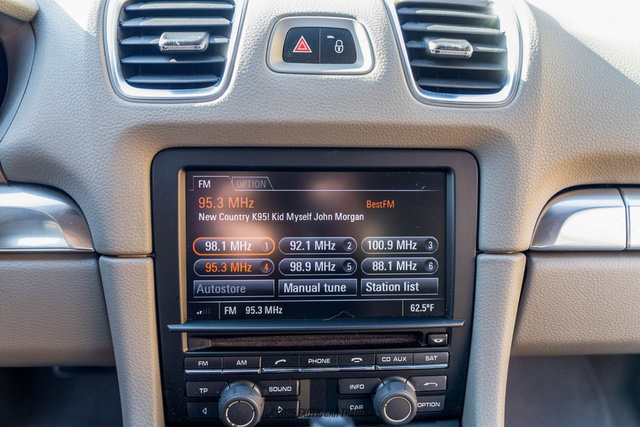 FM OPTION
95.3 MHz BestFM
New Country K95! Kid Myself John Morgan
98.1 MHz 1 92.1 MHz 2 100.9 MHz 3
95.3 MHz 4 98.9 MHz 5 88.1 MHz 6
Autostore Manual tune Station list
FM 95.3 MHz 62.5°F
FM AM PHONE CD AUX SAT
TP SOUND INFO
CAR OPTION